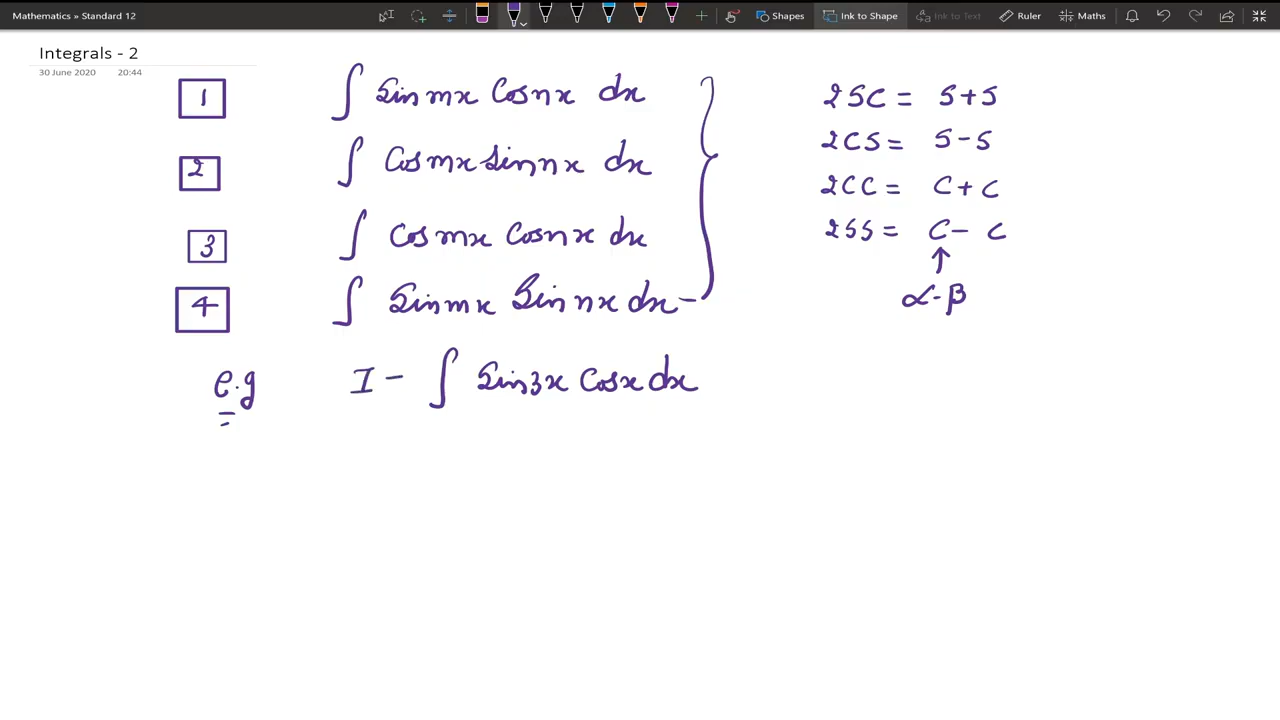 Mathematics » Standard 12
Shapes Ink to Shape Ink to Text Ruler Maths
Integrals - 2
30 June 2020 20:44
1 ∫ Sin mx Cos nx dx 2SC = S+S
2 ∫ Cos mx Sin nx dx 2CS = S-S
3 ∫ Cos mx Cos nx dx 2CC = C+C
4 ∫ Sin mx Sin nx dx 2SS = C- C
↑
α-β
e.g I - ∫ Sin3x Cosx dx